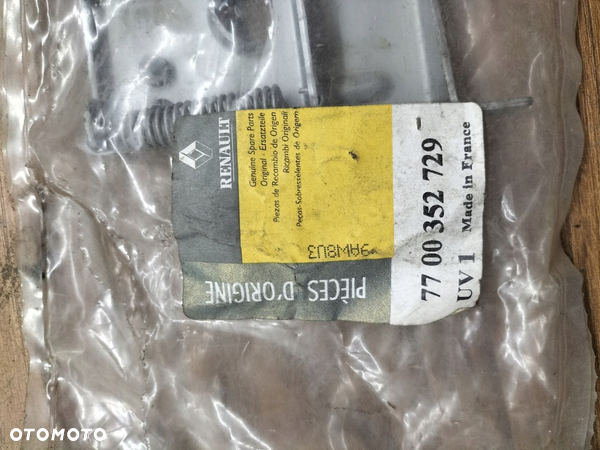 RENAULT
Genuine Spare Parts
Original - Ersatzteile
Piezas de Recambio de Origen
Ricambi Originali
Peças-Sobresselentes de Origem
9AW8U3
PIÈCES D'ORIGINE
77 00 352 729 -
UV 1 Made in France
OTOMOTO